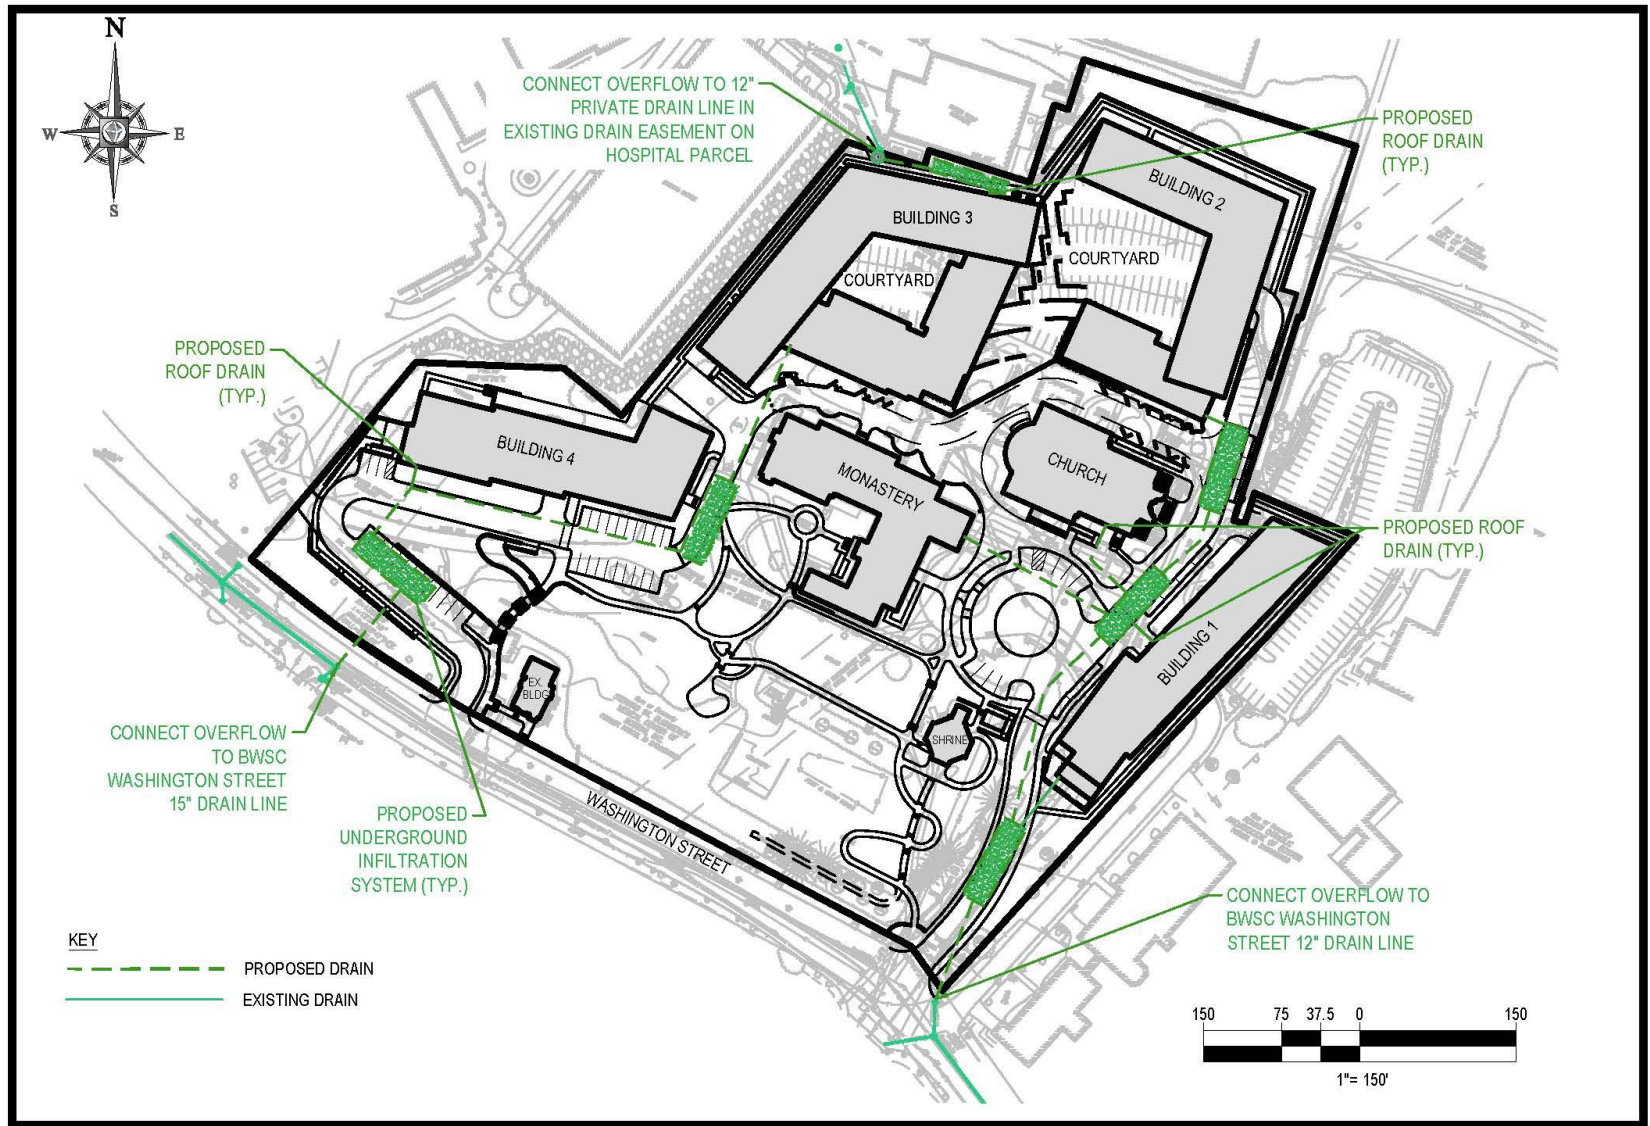 N
W
E
S
CONNECT OVERFLOW TO 12"
PRIVATE DRAIN LINE IN
EXISTING DRAIN EASEMENT ON
HOSPITAL PARCEL
PROPOSED
ROOF DRAIN
(TYP.)
BUILDING 2
BUILDING 3
COURTYARD
COURTYARD
PROPOSED
ROOF DRAIN
(TYP.)
BUILDING 4
MONASTERY
CHURCH
PROPOSED ROOF
DRAIN (TYP.)
BUILDING 1
EX.
BLDG
SHRINE
CONNECT OVERFLOW
TO BWSC
WASHINGTON STREET
15" DRAIN LINE
PROPOSED
UNDERGROUND
INFILTRATION
SYSTEM (TYP.)
WASHINGTON STREET
CONNECT OVERFLOW TO
BWSC WASHINGTON
STREET 12" DRAIN LINE
KEY
PROPOSED DRAIN
EXISTING DRAIN
150 75 37.5 0 150
1"= 150'